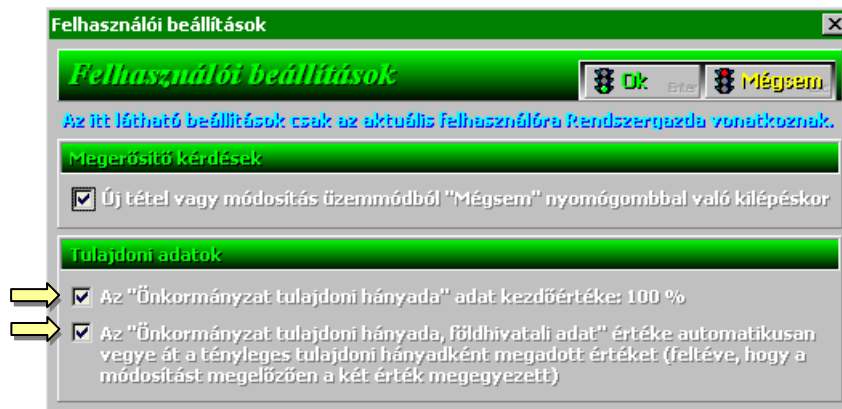 Felhasználói beállítások
Felhasználói beállítások
Ok Enter Mégsem
Az itt látható beállítások csak az aktuális felhasználóra Rendszergazda vonatkoznak.
Megerősítő kérdések
Új tétel vagy módosítás üzemmódból "Mégsem" nyomógombbal való kilépéskor
Tulajdoni adatok
Az "Önkormányzat tulajdoni hányada" adat kezdőértéke: 100 %
Az "Önkormányzat tulajdoni hányada, földhivatali adat" értéke automatikusan
vegye át a tényleges tulajdoni hányadként megadott értéket (feltéve, hogy a
módosítást megelőzően a két érték megegyezett)